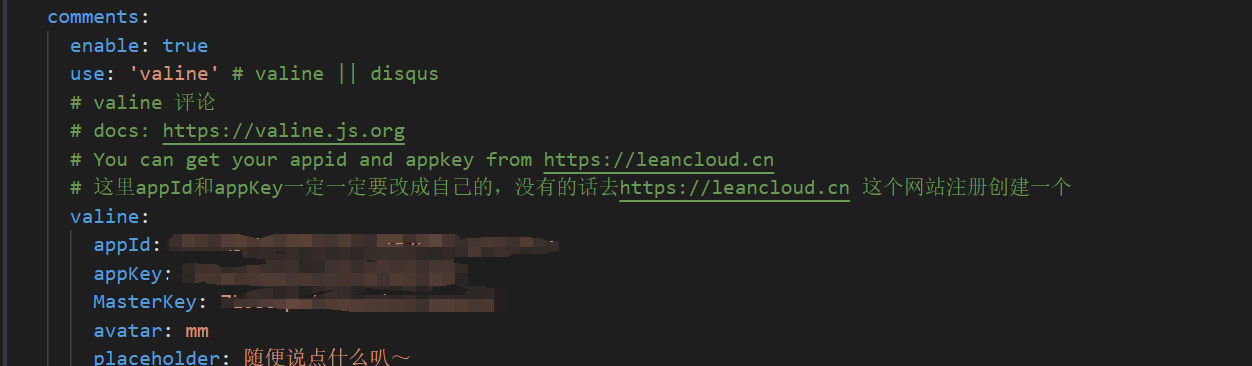 comments:
enable: true
use: 'valine' # valine || disqus
# valine 评论
# docs: https://valine.js.org
# You can get your appid and appkey from https://leancloud.cn
# 这里appId和appKey一定一定要改成自己的，没有的话去https://leancloud.cn 这个网站注册创建一个
valine:
appId:
appKey:
MasterKey:
avatar: mm
placeholder: 随便说点什么叭~